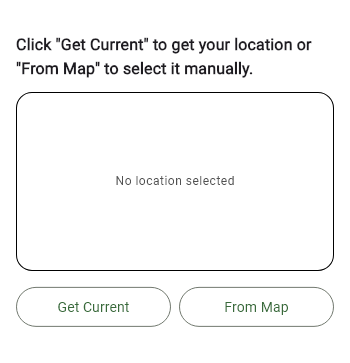 Click "Get Current" to get your location or
"From Map" to select it manually.
No location selected
Get Current
From Map